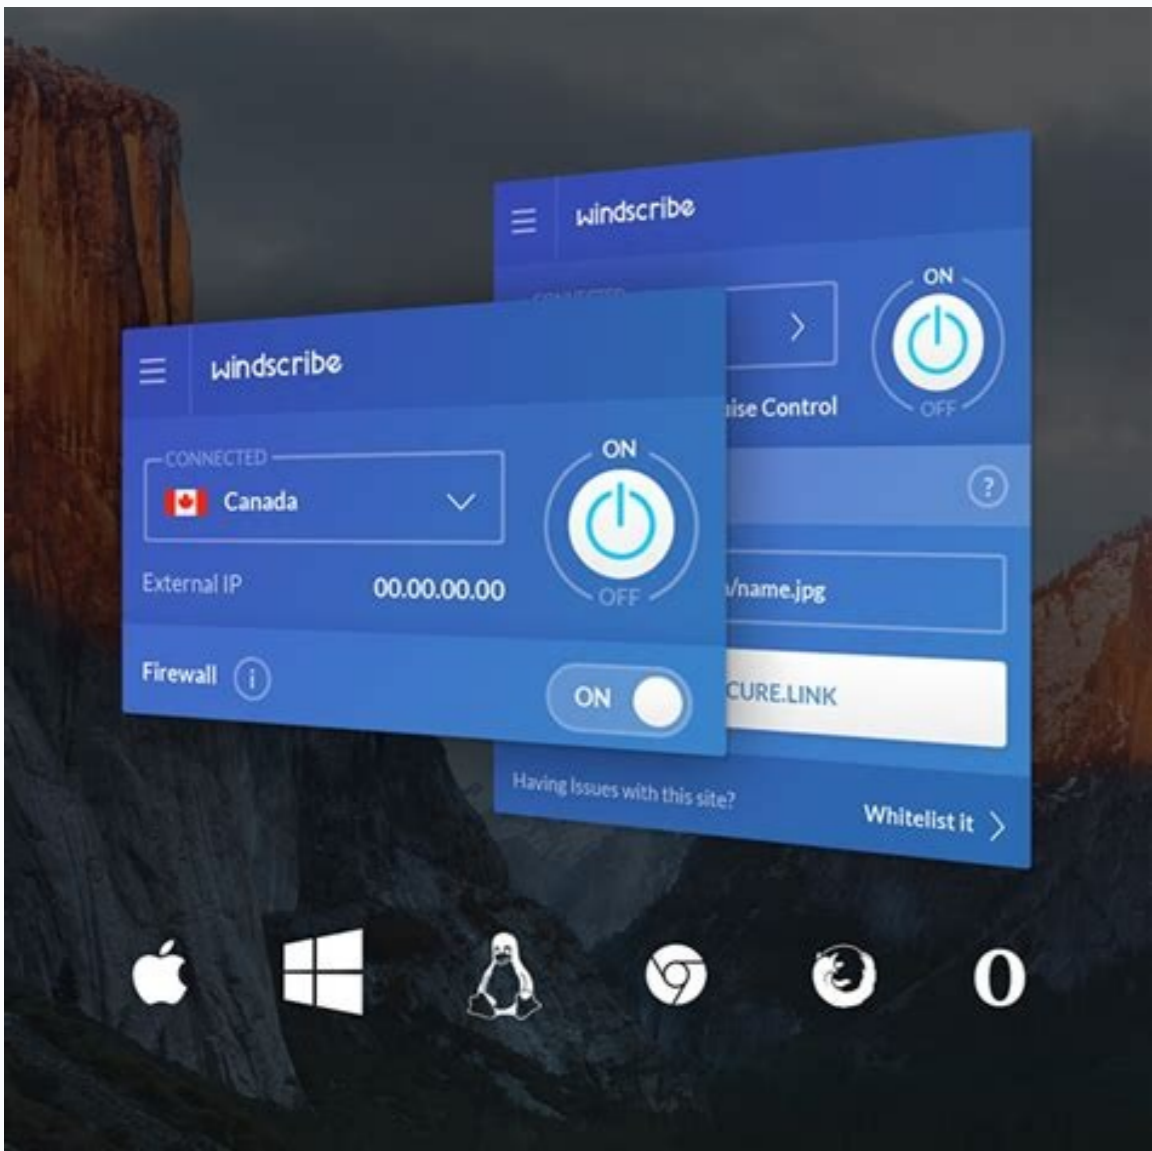 windscribe
CONNECTED
ON
OFF
ise Control
?
/name.jpg
CURE.LINK
Having Issues with this site?
Whitelist it
windscribe
CONNECTED
Canada
External IP
00.00.00.00
ON
OFF
Firewall
i
ON